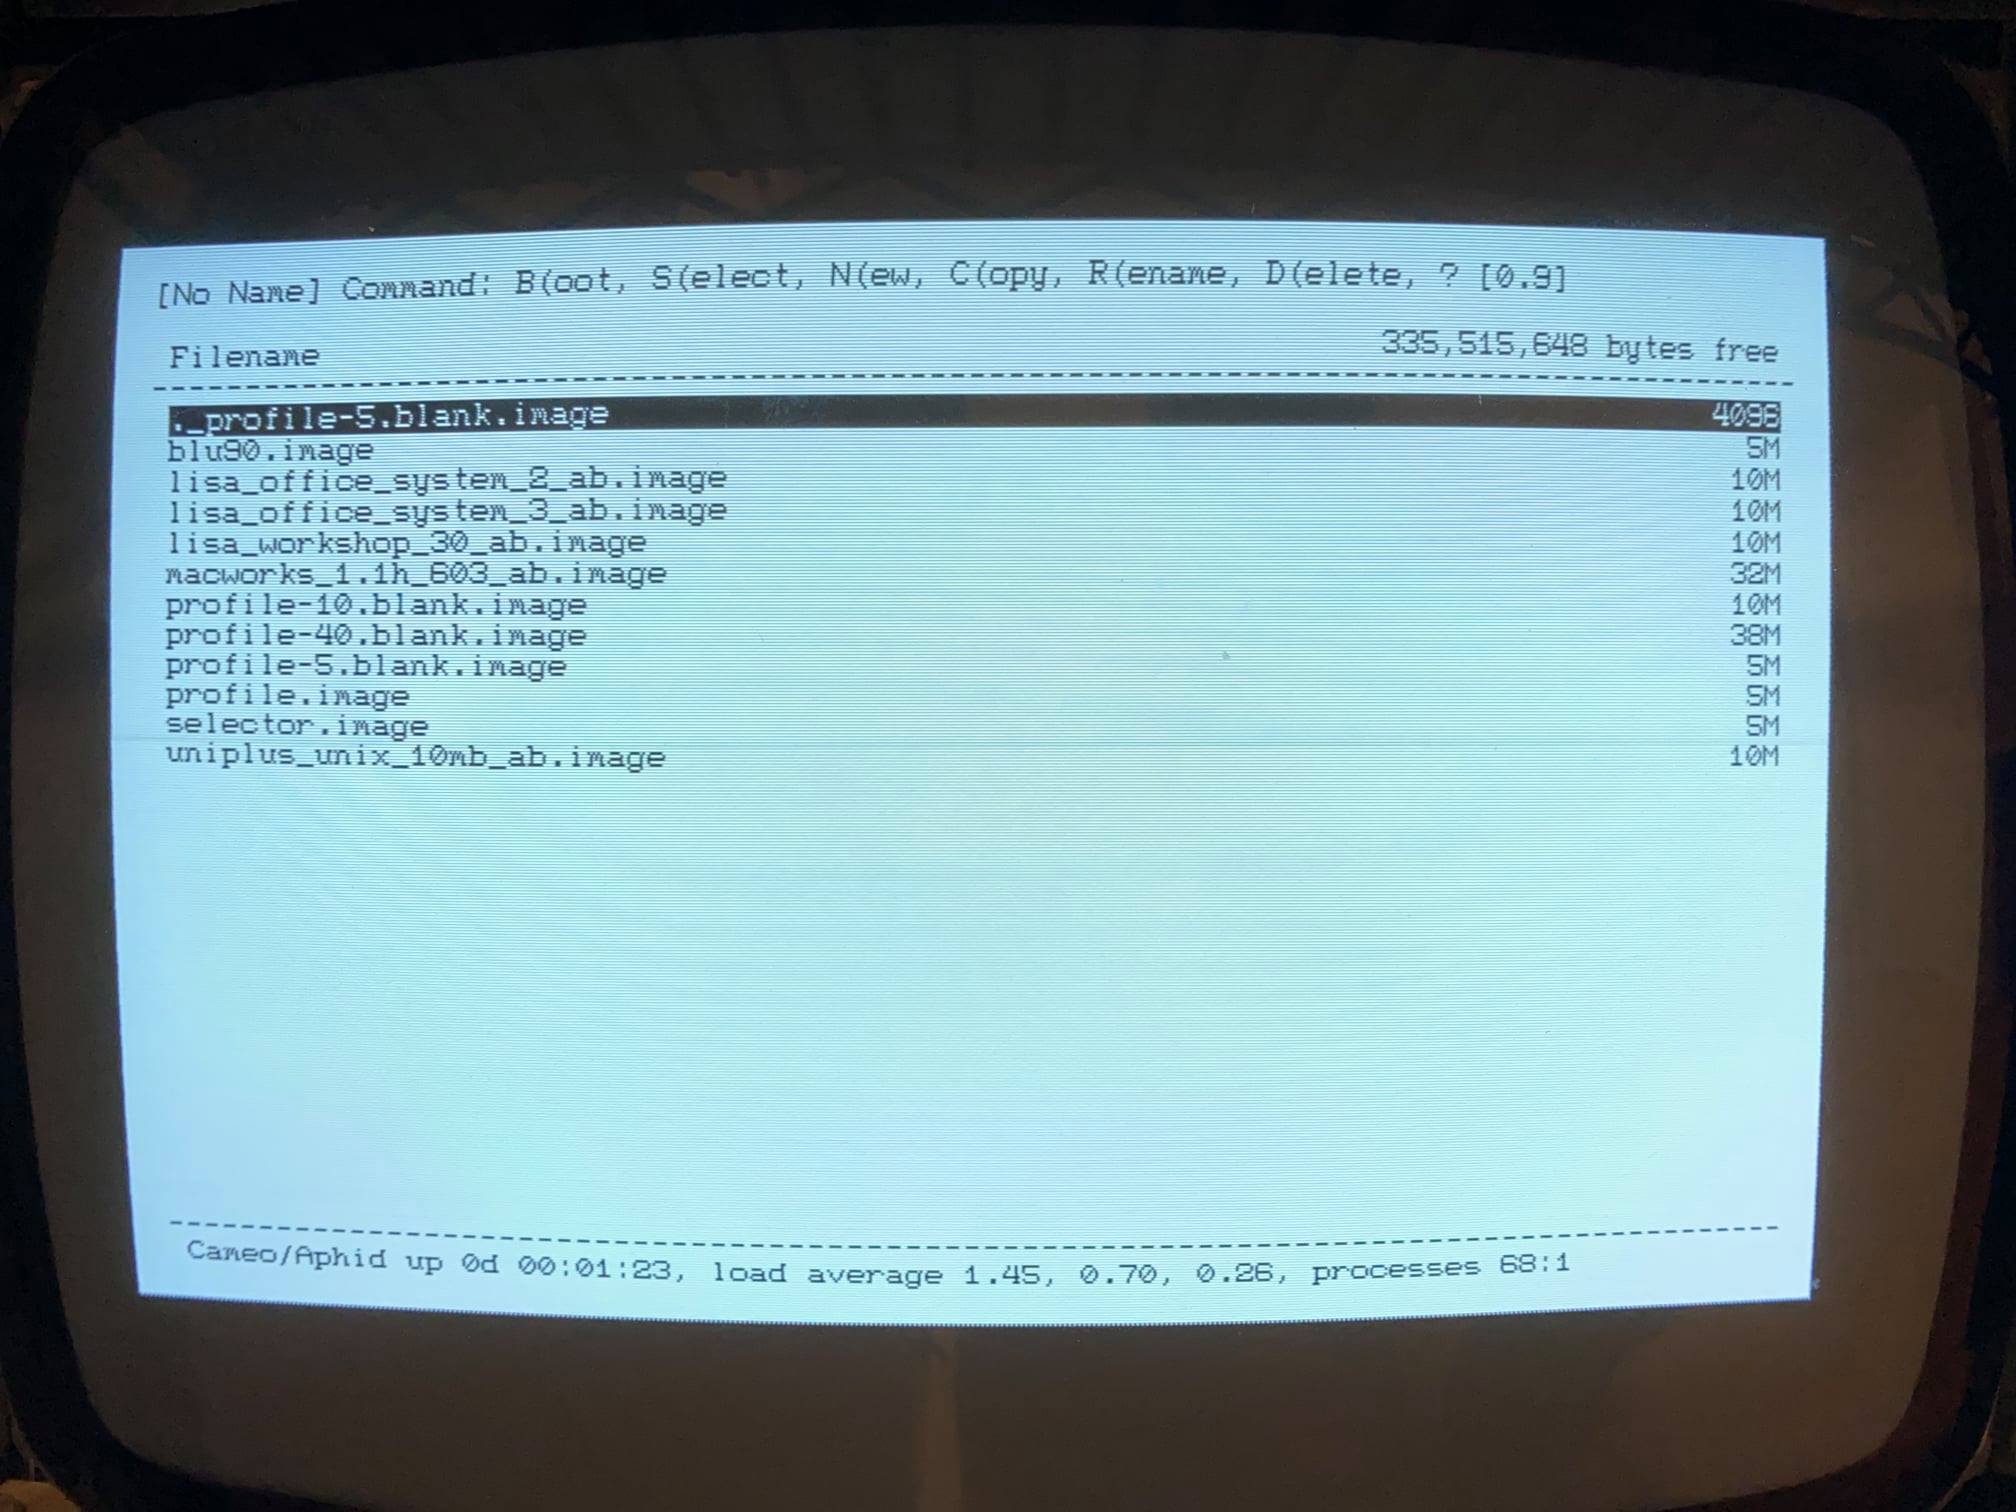 [No Name] Command: B(oot, S(elect, N(ew, C(opy, R(ename, D(elete, ? [0.9]
Filename 335,515,648 bytes free
._profile-5.blank.image 4096
blu90.image 5M
lisa_office_system_2_ab.image 10M
lisa_office_system_3_ab.image 10M
lisa_workshop_30_ab.image 10M
macworks_1.1h_603_ab.image 32M
profile-10.blank.image 10M
profile-40.blank.image 38M
profile-5.blank.image 5M
profile.image 5M
selector.image 5M
uniplus_unix_10mb_ab.image 10M
Cameo/Aphid up 0d 00:01:23, load average 1.45, 0.70, 0.26, processes 68:1